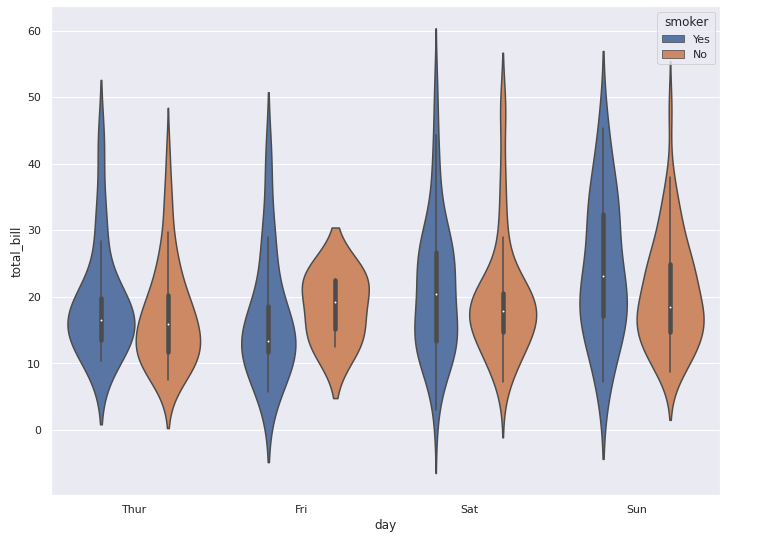 smoker
Yes
No
60
50
40
30
20
10
0
total_bill
Thur
Fri
Sat
Sun
day